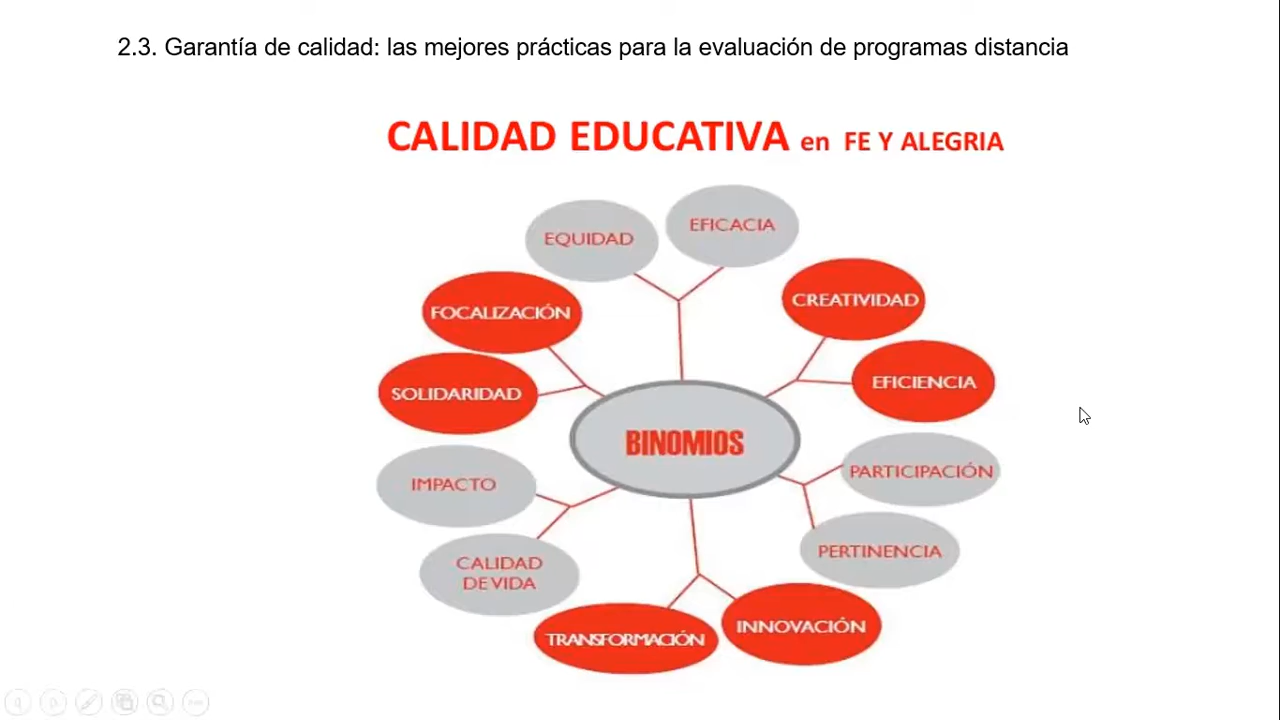 2.3. Garantía de calidad: las mejores prácticas para la evaluación de programas distancia
CALIDAD EDUCATIVA en FE Y ALEGRIA
EQUIDAD
EFICACIA
FOCALIZACIÓN
CREATIVIDAD
SOLIDARIDAD
EFICIENCIA
BINOMIOS
IMPACTO
PARTICIPACIÓN
CALIDAD
DE VIDA
PERTINENCIA
TRANSFORMACIÓN
INNOVACIÓN